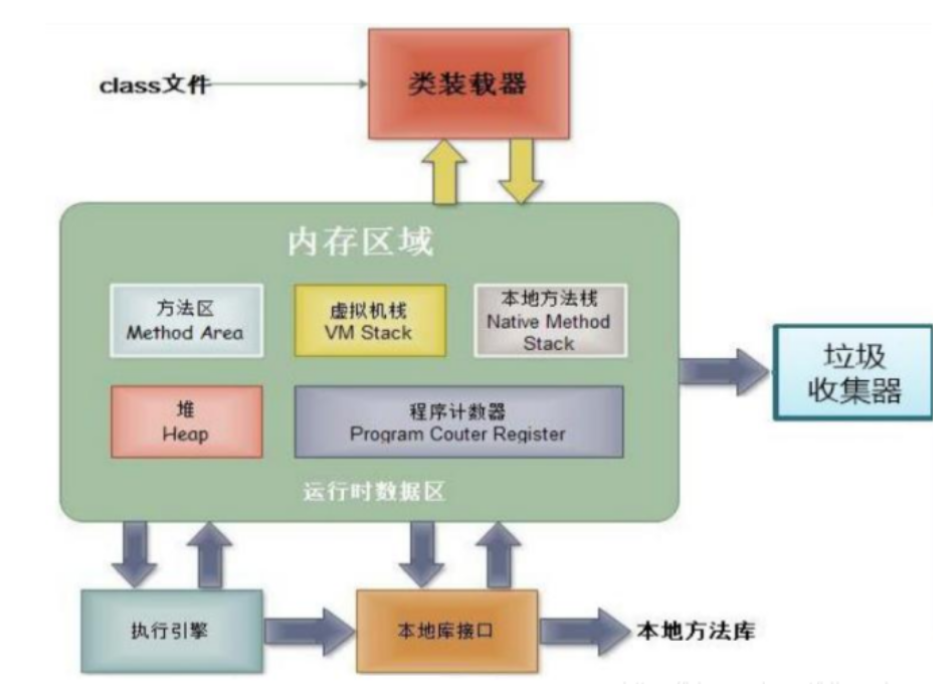 class文件
类装载器
内存区域
方法区
Method Area
虚拟机栈
VM Stack
本地方法栈
Native Method
Stack
堆
Heap
程序计数器
Program Couter Register
运行时数据区
垃圾
收集器
执行引擎
本地库接口
本地方法库